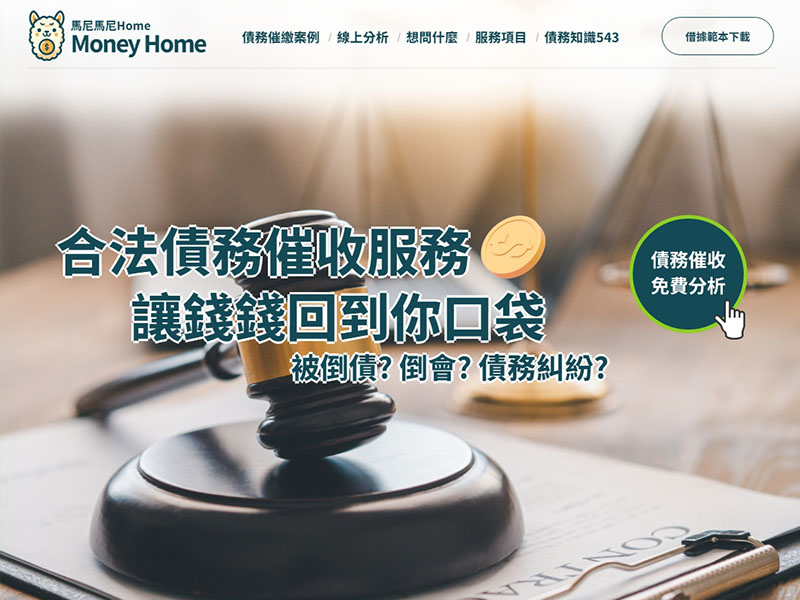 馬尼馬尼Home
Money Home
債務催繳案例 / 線上分析 / 想問什麼 / 服務項目 / 債務知識543
借據範本下載
合法債務催收服務
讓錢錢回到你口袋
被倒債? 倒會? 債務糾紛?
債務催收
免費分析
CONTRA